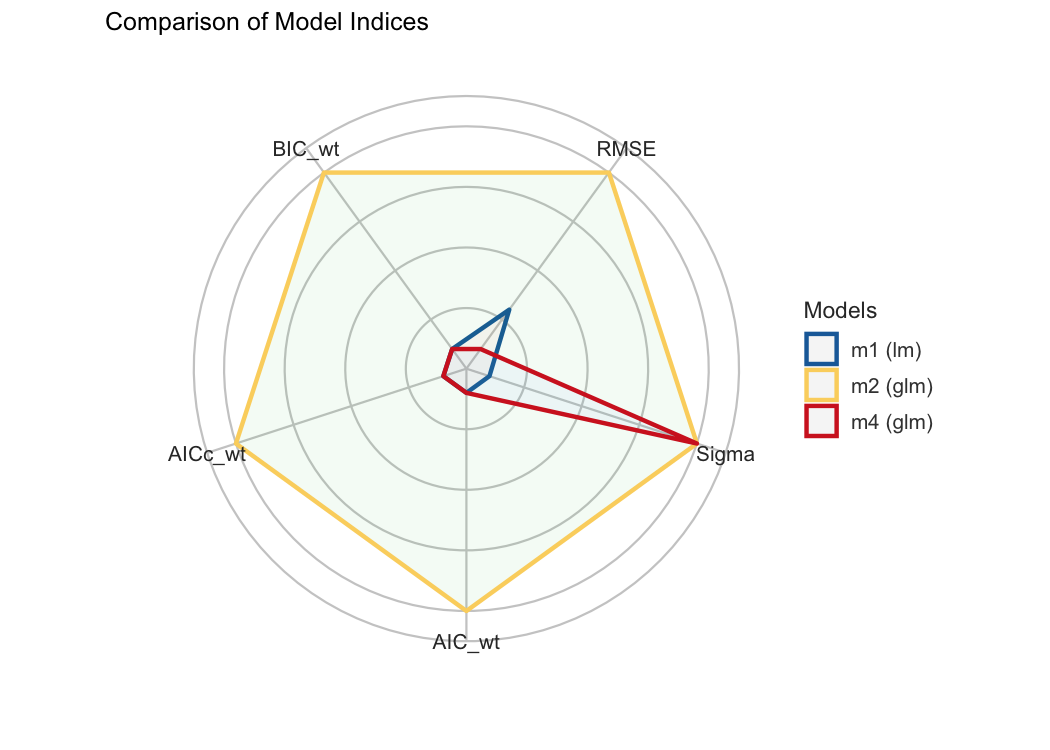 Comparison of Model Indices
BIC_wt
RMSE
AICc_wt
Sigma
AIC_wt
Models
m1 (lm)
m2 (glm)
m4 (glm)